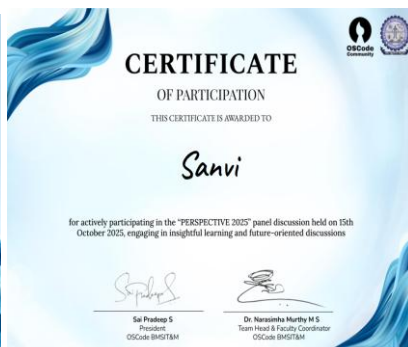 OSCode
Community
CERTIFICATE
OF PARTICIPATION
THIS CERTIFICATE IS AWARDED TO
Sanvi
for actively participating in the "PERSPECTIVE 2025" panel discussion held on 15th
October 2025, engaging in insightful learning and future-oriented discussions
Sai Pradeep S
Sai Pradeep S
President
OSCode BMSIT&M
Dr. Narasimha Murthy M S
Team Head & Faculty Coordinator
OSCode BMSIT&M